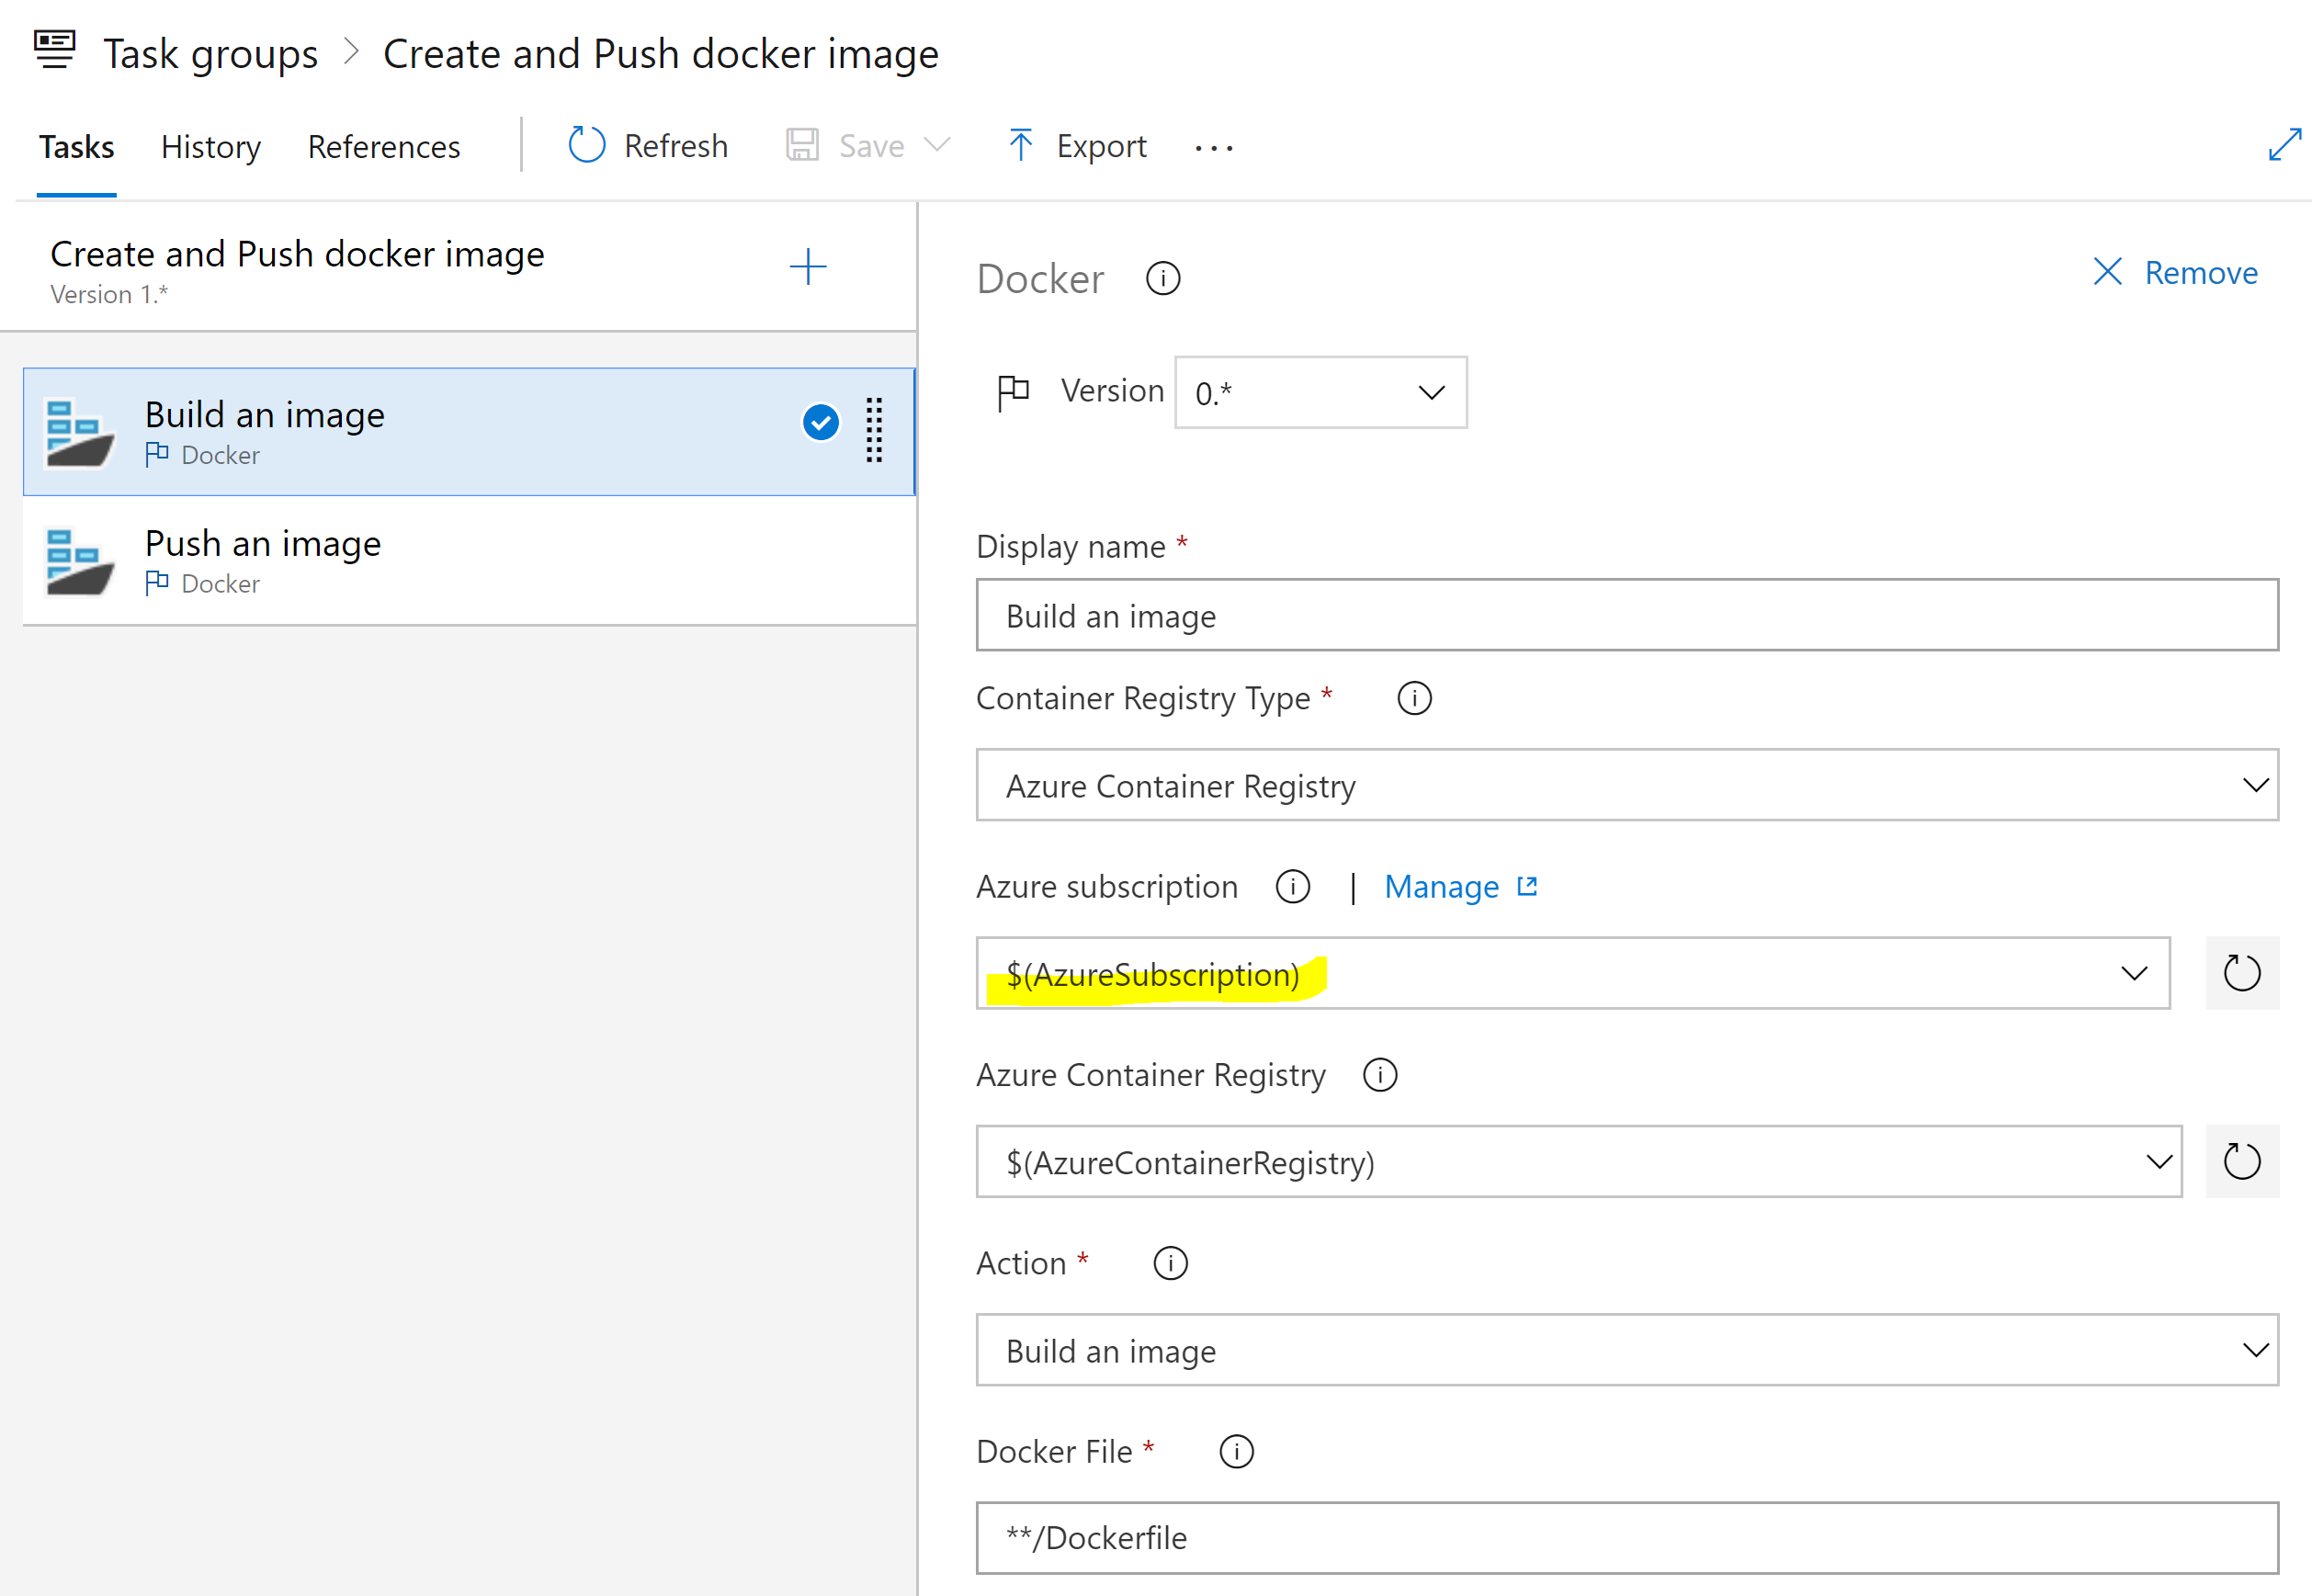 Task groups > Create and Push docker image
Tasks History References Refresh Save Export ...
Create and Push docker image
Version 1.*
Build an image
Docker
Push an image
Docker
Docker
Remove
Version 0.*
Display name *
Build an image
Container Registry Type *
Azure Container Registry
Azure subscription | Manage
$(AzureSubscription)
Azure Container Registry
$(AzureContainerRegistry)
Action *
Build an image
Docker File *
**/Dockerfile